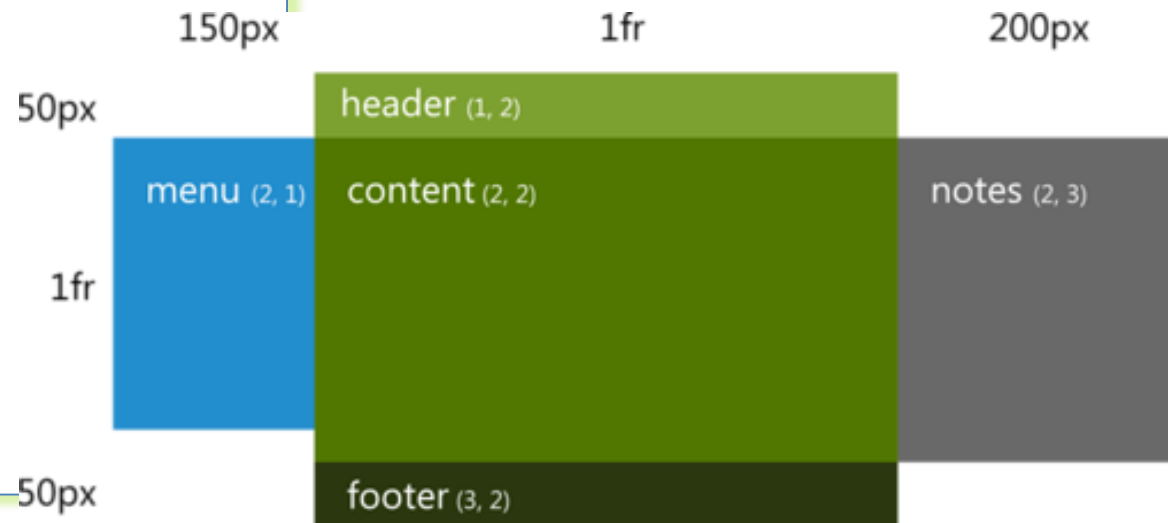 150px 1fr 200px
50px header (1, 2)
menu (2, 1) content (2, 2) notes (2, 3)
1fr
50px footer (3, 2)